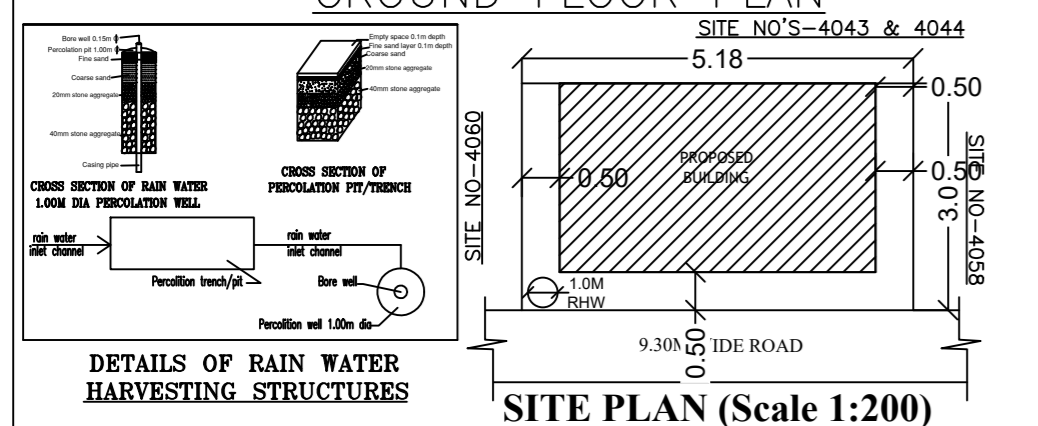 GROUND FLOOR PLAN
Bore well 0.15m ϕ
Percolation pit 1.00m ϕ
Fine sand
Coarse sand
20mm stone aggregate
40mm stone aggregate
Casing pipe
CROSS SECTION OF RAIN WATER
1.00M DIA PERCOLATION WELL
Empty space 0.1m depth
Fine sand layer 0.1m depth
Coarse sand
20mm stone aggregate
40mm stone aggregate
CROSS SECTION OF
PERCOLATION PIT/TRENCH
rain water
inlet channel
rain water
inlet channel
Percolition trench/pit
Bore well
Percolition well 1.00m dia
DETAILS OF RAIN WATER
HARVESTING STRUCTURES
SITE NO'S-4043 & 4044
5.18
0.50
SITE NO-4060
PROPOSED
BUILDING
0.50
0.50
3.0
SITE NO-4058
1.0M
RHW
0.50
9.30M IDE ROAD
SITE PLAN (Scale 1:200)